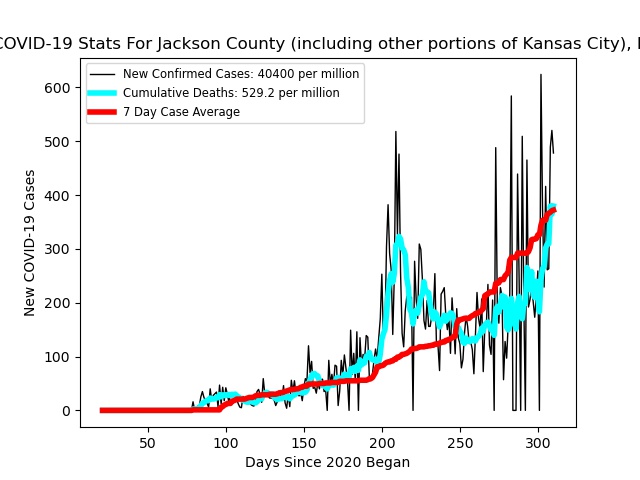 COVID-19 Stats For Jackson County (including other portions of Kansas City),
New Confirmed Cases: 40400 per million
Cumulative Deaths: 529.2 per million
7 Day Case Average
600
500
400
300
200
100
0
New COVID-19 Cases
50 100 150 200 250 300
Days Since 2020 Began